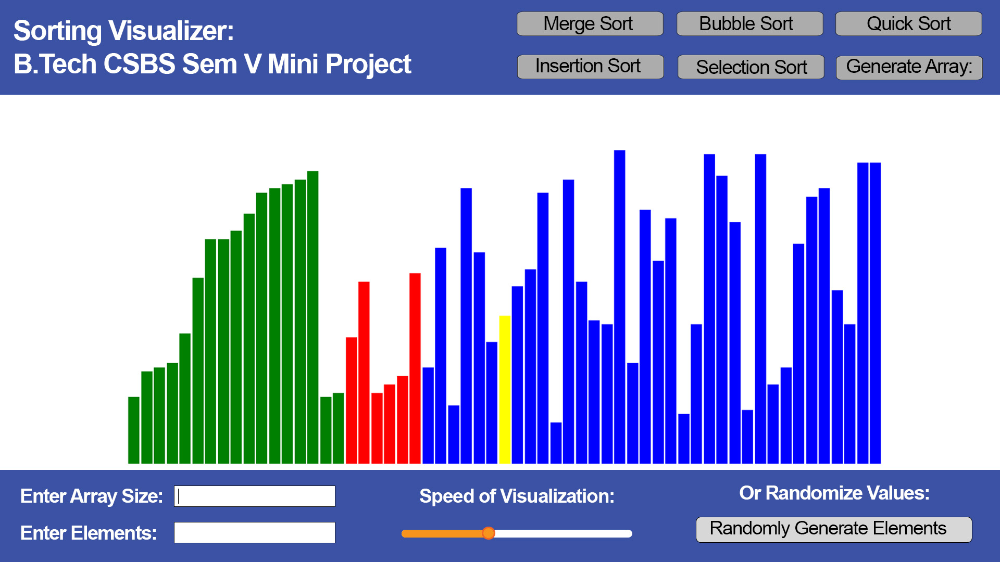 Sorting Visualizer:
B.Tech CSBS Sem V Mini Project
Merge Sort
Bubble Sort
Quick Sort
Insertion Sort
Selection Sort
Generate Array:
Enter Array Size:
Enter Elements:
Speed of Visualization:
Or Randomize Values:
Randomly Generate Elements